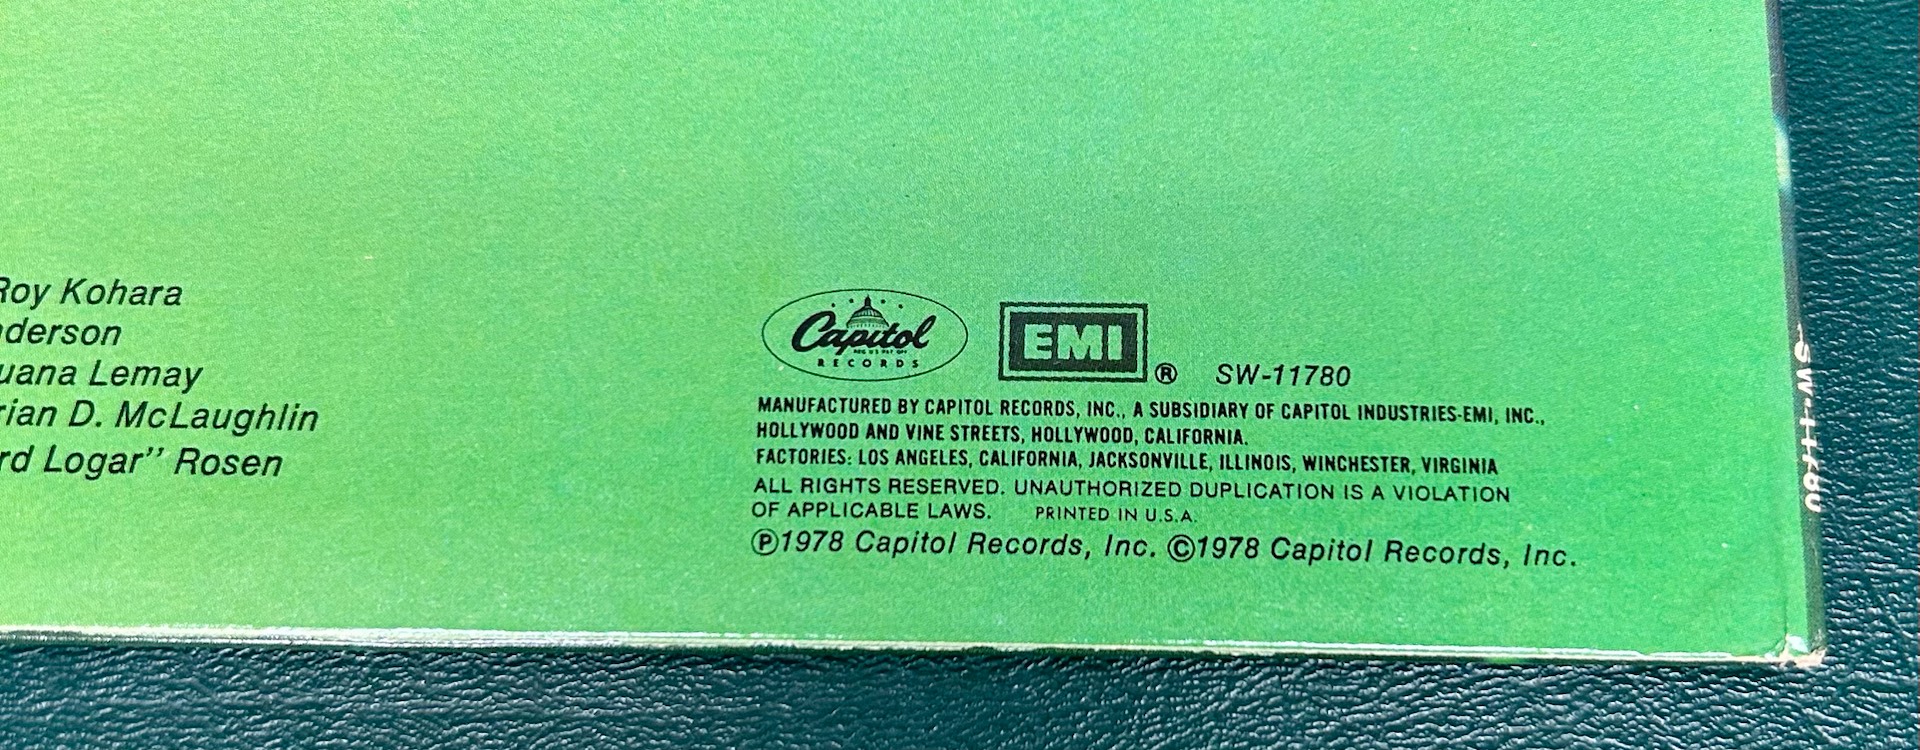 Roy Kohara
nderson
uana Lemay
rian D. McLaughlin
rd Logar'' Rosen
Capitol
RECORDS
EMI
® SW-11780
MANUFACTURED BY CAPITOL RECORDS, INC., A SUBSIDIARY OF CAPITOL INDUSTRIES-EMI, INC.,
HOLLYWOOD AND VINE STREETS, HOLLYWOOD, CALIFORNIA.
FACTORIES: LOS ANGELES, CALIFORNIA, JACKSONVILLE, ILLINOIS, WINCHESTER, VIRGINIA
ALL RIGHTS RESERVED. UNAUTHORIZED DUPLICATION IS A VIOLATION
OF APPLICABLE LAWS. PRINTED IN U.S.A.
℗1978 Capitol Records, Inc. ©1978 Capitol Records, Inc.
SW-11780